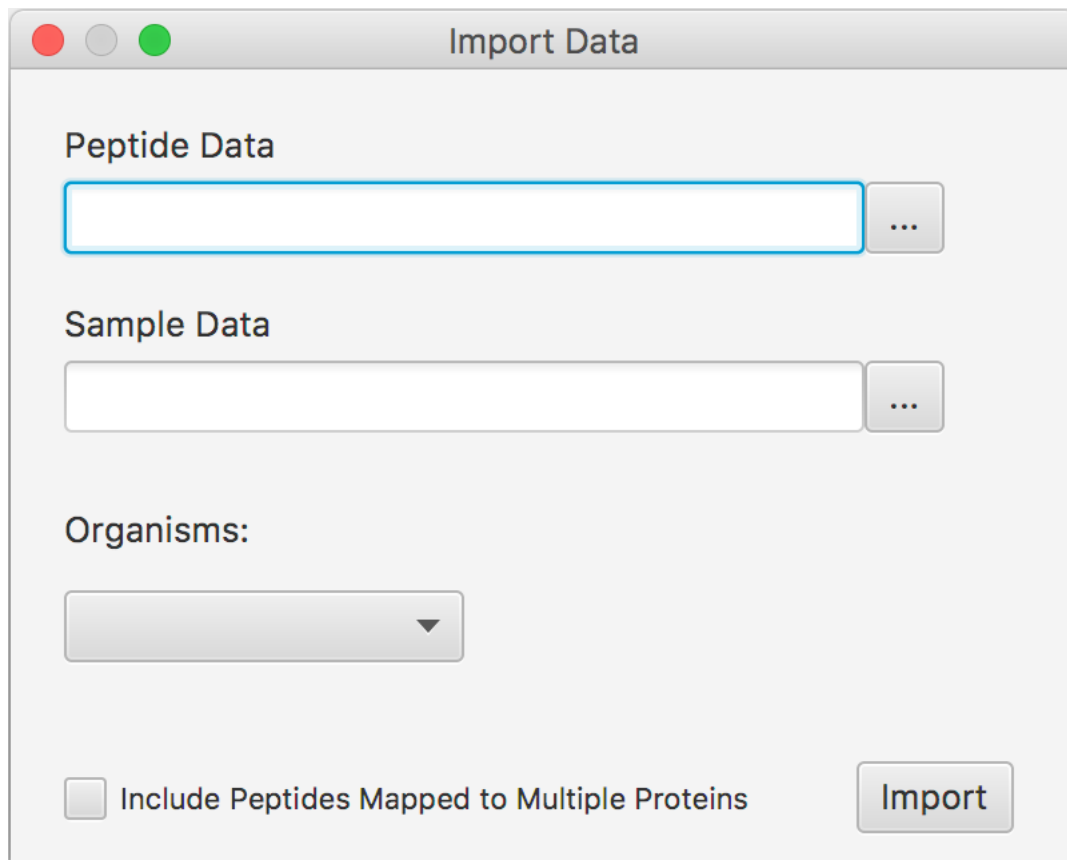 Import Data
Peptide Data
...
Sample Data
...
Organisms:
Include Peptides Mapped to Multiple Proteins
Import